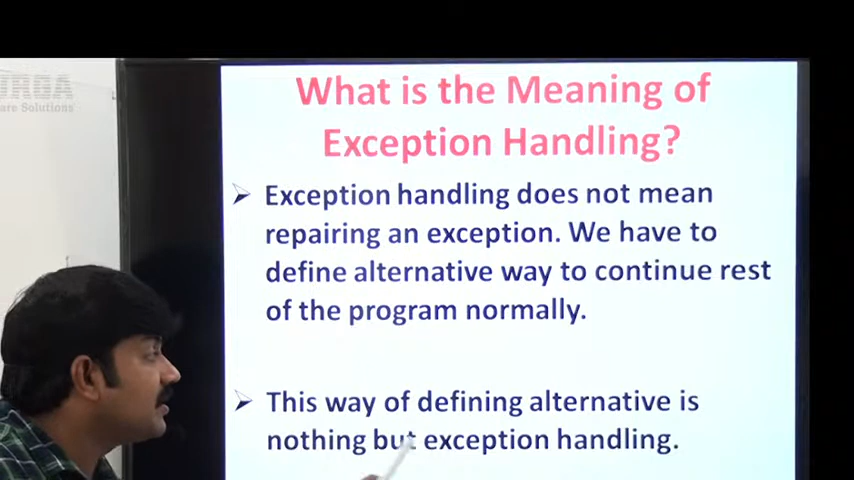 are Solutions
What is the Meaning of
Exception Handling?
Exception handling does not mean
repairing an exception. We have to
define alternative way to continue rest
of the program normally.
This way of defining alternative is
nothing but exception handling.